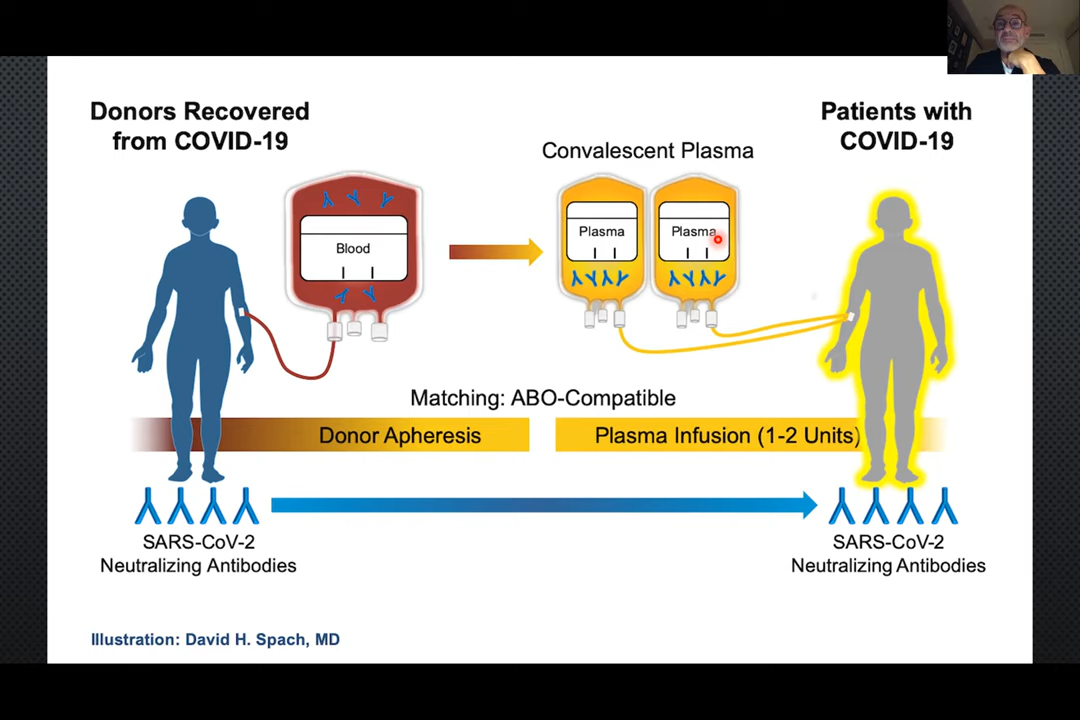 Donors Recovered
from COVID-19
Patients with
COVID-19
Convalescent Plasma
Blood
Plasma
Plasma
Matching: ABO-Compatible
Donor Apheresis
Plasma Infusion (1-2 Units)
SARS-CoV-2
Neutralizing Antibodies
SARS-CoV-2
Neutralizing Antibodies
Illustration: David H. Spach, MD